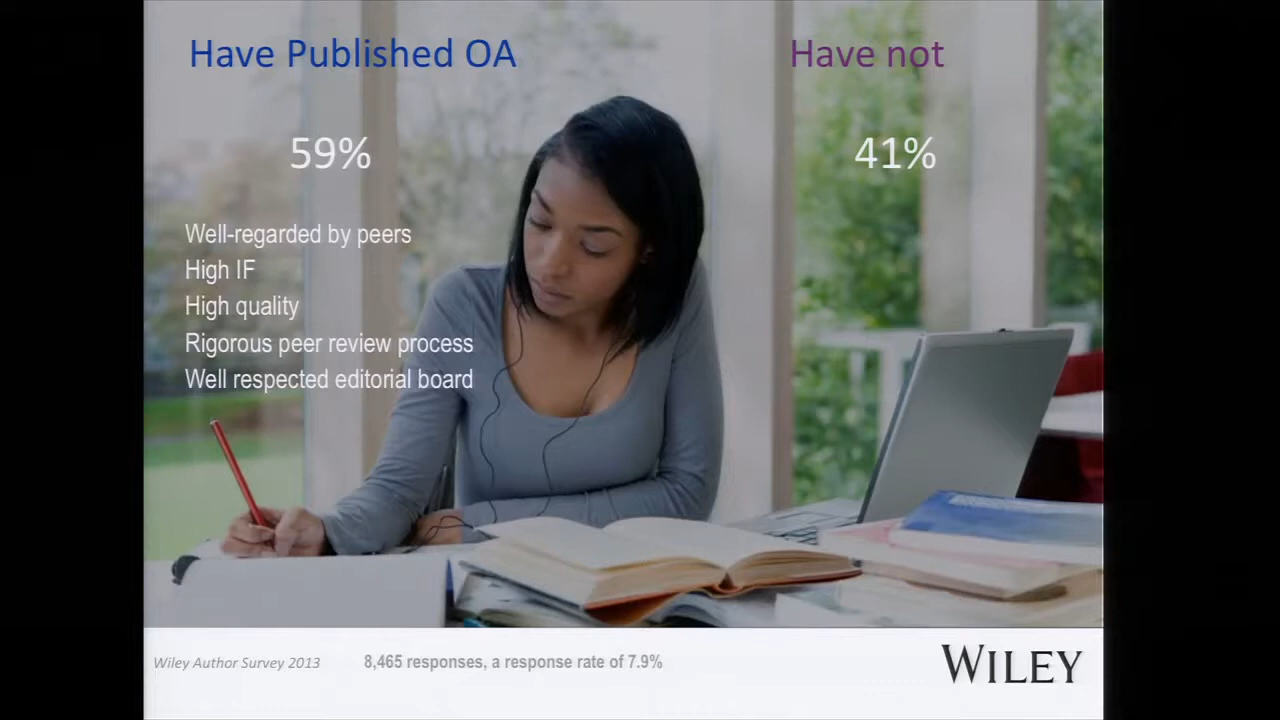 Have Published OA
Have not
59%
41%
Well-regarded by peers
High IF
High quality
Rigorous peer review process
Well respected editorial board
Wiley Author Survey 2013
8,465 responses, a response rate of 7.9%
WILEY